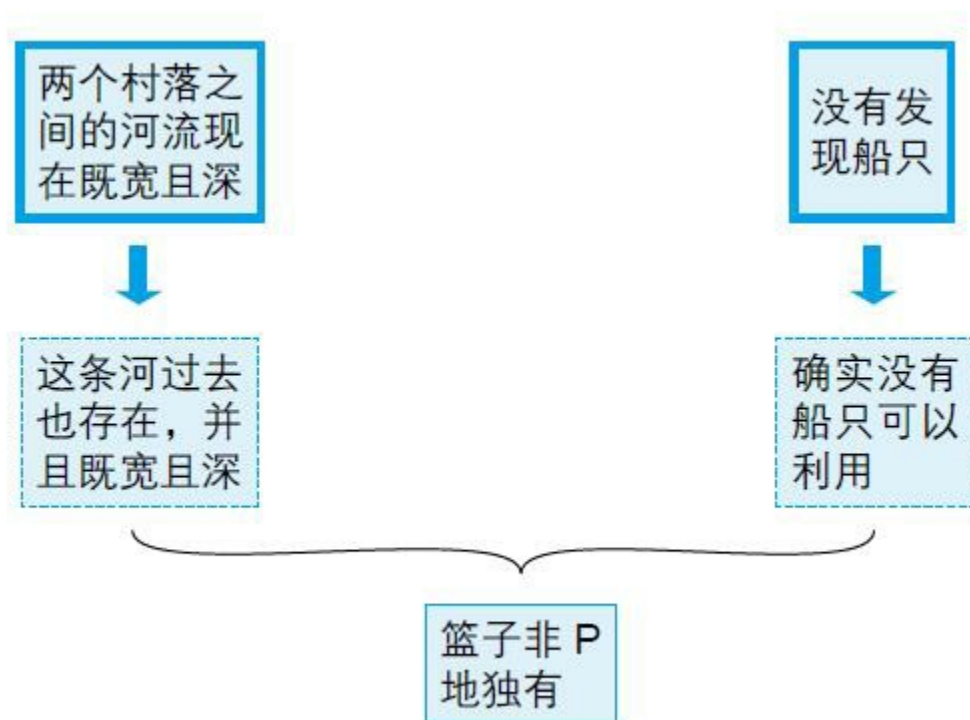 两个村落之
间的河流现
在既宽且深
没有发
现船只
这条河过去
也存在，并
且既宽且深
确实没有
船只可以
利用
篮子非 P
地独有